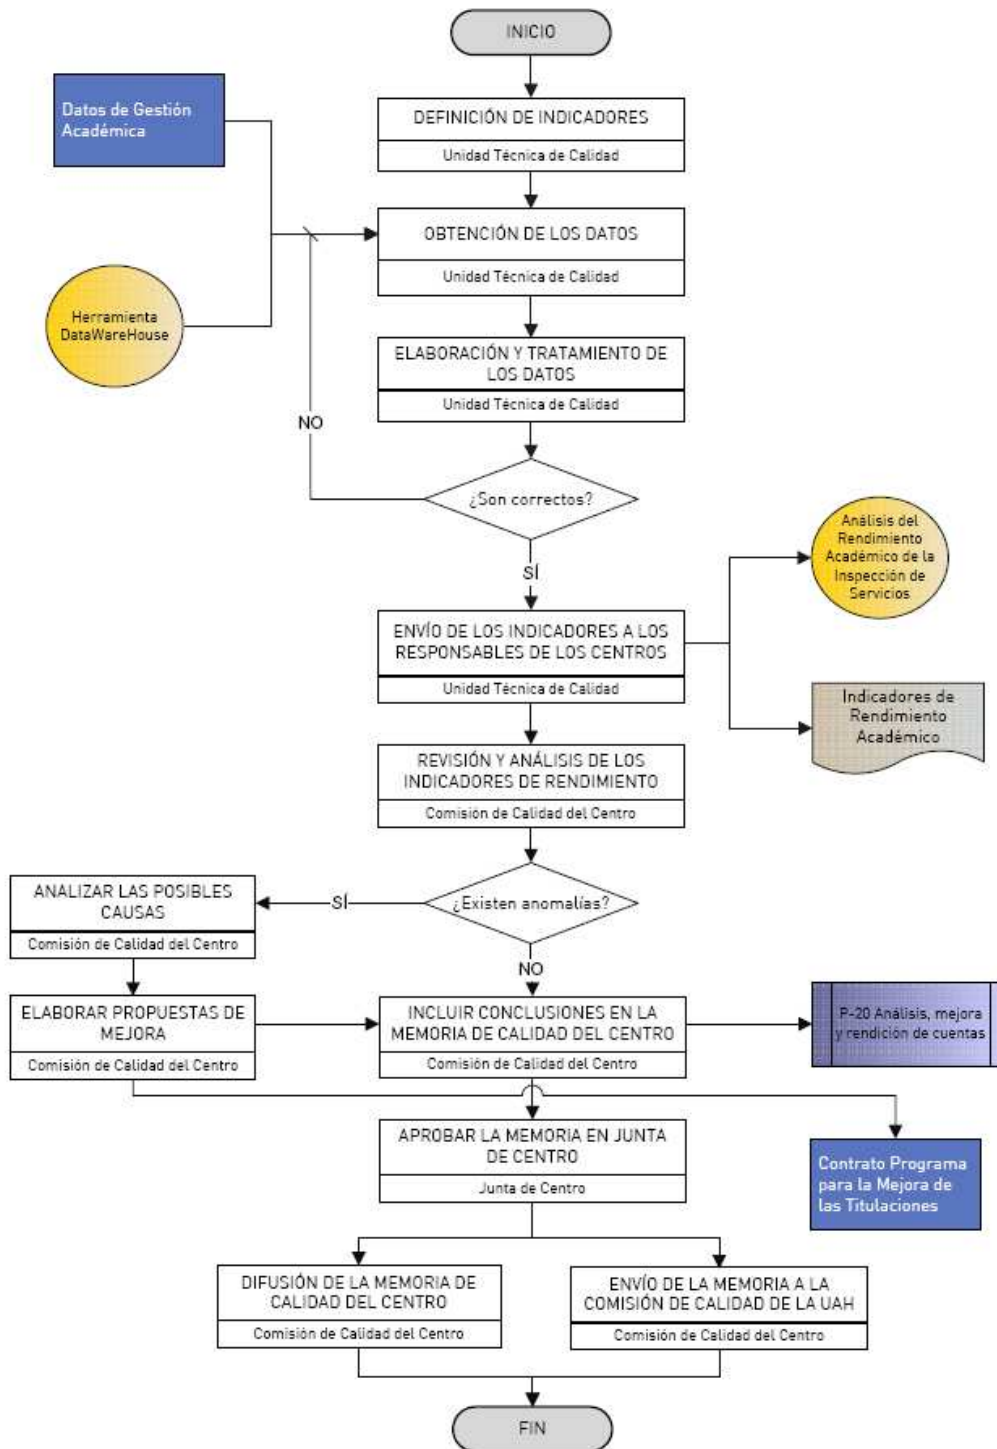 INICIO
Datos de Gestión
Académica
DEFINICIÓN DE INDICADORES
Unidad Técnica de Calidad
OBTENCIÓN DE LOS DATOS
Unidad Técnica de Calidad
Herramienta
DataWareHouse
ELABORACIÓN Y TRATAMIENTO DE
LOS DATOS
Unidad Técnica de Calidad
NO
¿Son correctos?
SÍ
Análisis del
Rendimiento
Académico de la
Inspección de
Servicios
ENVÍO DE LOS INDICADORES A LOS
RESPONSABLES DE LOS CENTROS
Unidad Técnica de Calidad
Indicadores de
Rendimiento
Académico
REVISIÓN Y ANÁLISIS DE LOS
INDICADORES DE RENDIMIENTO
Comisión de Calidad del Centro
ANALIZAR LAS POSIBLES
CAUSAS
Comisión de Calidad del Centro
SÍ
¿Existen anomalías?
NO
ELABORAR PROPUESTAS DE
MEJORA
Comisión de Calidad del Centro
INCLUIR CONCLUSIONES EN LA
MEMORIA DE CALIDAD DEL CENTRO
Comisión de Calidad del Centro
P-20 Análisis, mejora
y rendición de cuentas
APROBAR LA MEMORIA EN JUNTA
DE CENTRO
Junta de Centro
Contrato Programa
para la Mejora de
las Titulaciones
DIFUSIÓN DE LA MEMORIA DE
CALIDAD DEL CENTRO
Comisión de Calidad del Centro
ENVÍO DE LA MEMORIA A LA
COMISIÓN DE CALIDAD DE LA UAH
Comisión de Calidad del Centro
FIN